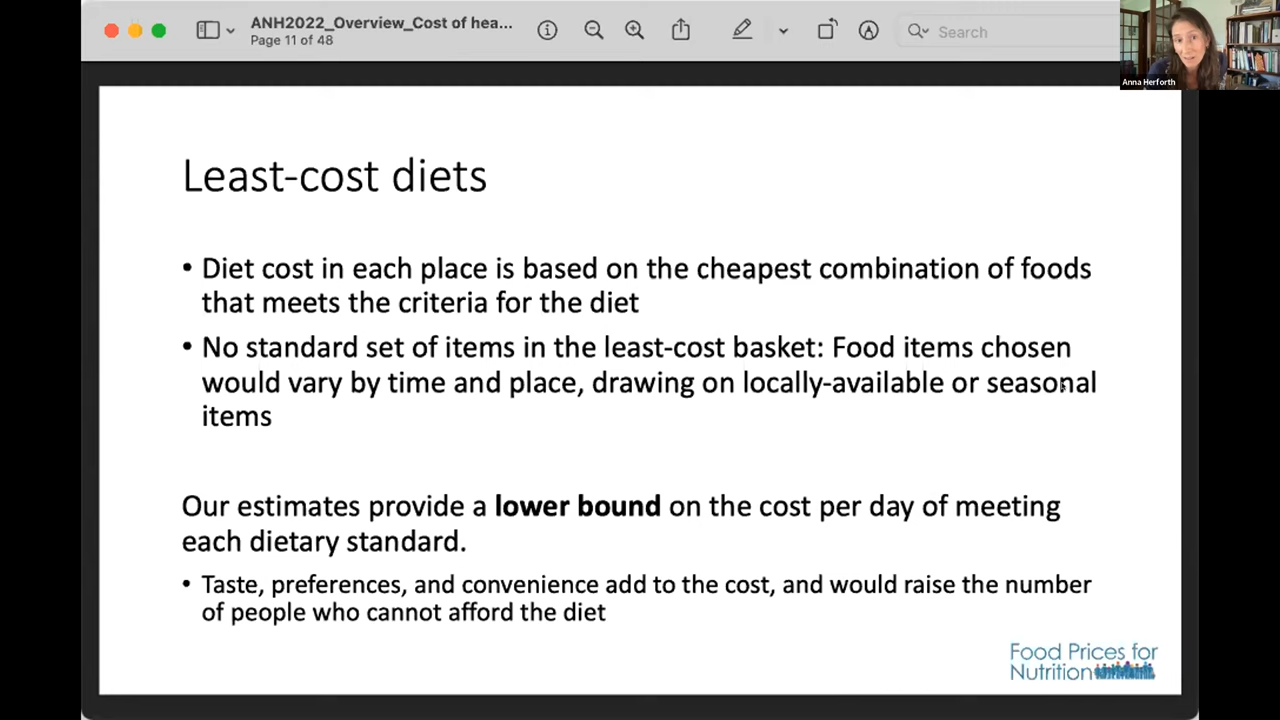 ANH2022_Overview_Cost of hea...
Page 11 of 48
Search
Anna Herforth
Least-cost diets
• Diet cost in each place is based on the cheapest combination of foods
that meets the criteria for the diet
• No standard set of items in the least-cost basket: Food items chosen
would vary by time and place, drawing on locally-available or seasonal
items
Our estimates provide a lower bound on the cost per day of meeting
each dietary standard.
• Taste, preferences, and convenience add to the cost, and would raise the number
of people who cannot afford the diet
Food Prices for
Nutrition